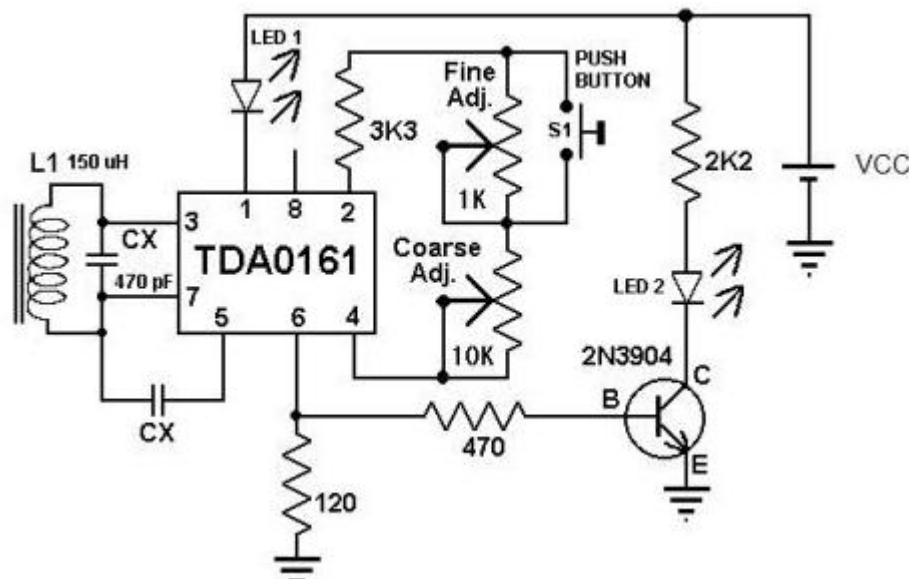 LED 1
Fine
Adj.
PUSH
BUTTON
S1
3K3
2K2
VCC
L1 150 uH
1K
1 8 2
3
CX
TDA0161
Coarse
Adj.
470 pF
7
LED 2
5 6 4
10K
2N3904
C
B
CX
470
E
120